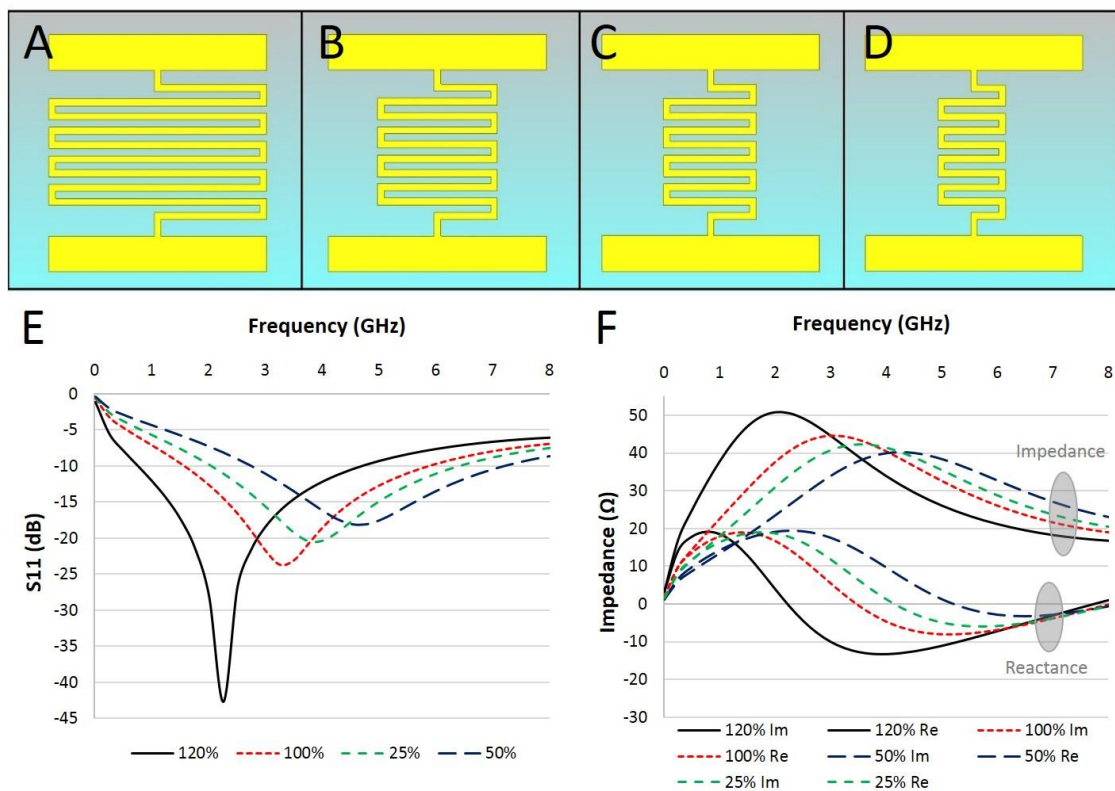 A B C D
E
Frequency (GHz)
0 1 2 3 4 5 6 7 8
0
-5
-10
-15
-20
-25
-30
-35
-40
-45
S11 (dB)
120% 100% 25% 50%
F
Frequency (GHz)
0 1 2 3 4 5 6 7 8
50
40
30
20
10
0
-10
-20
-30
Impedance (Ω)
Impedance
Reactance
120% Im 120% Re 100% Im
100% Re 50% Im 50% Re
25% Im 25% Re